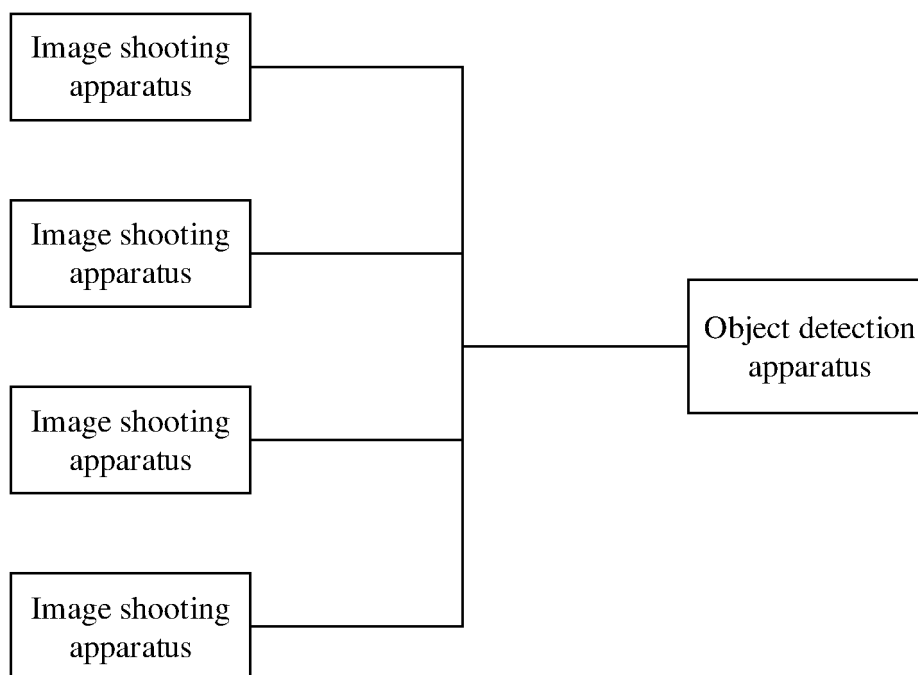 Image shooting
apparatus
Image shooting
apparatus
Object detection
apparatus
Image shooting
apparatus
Image shooting
apparatus